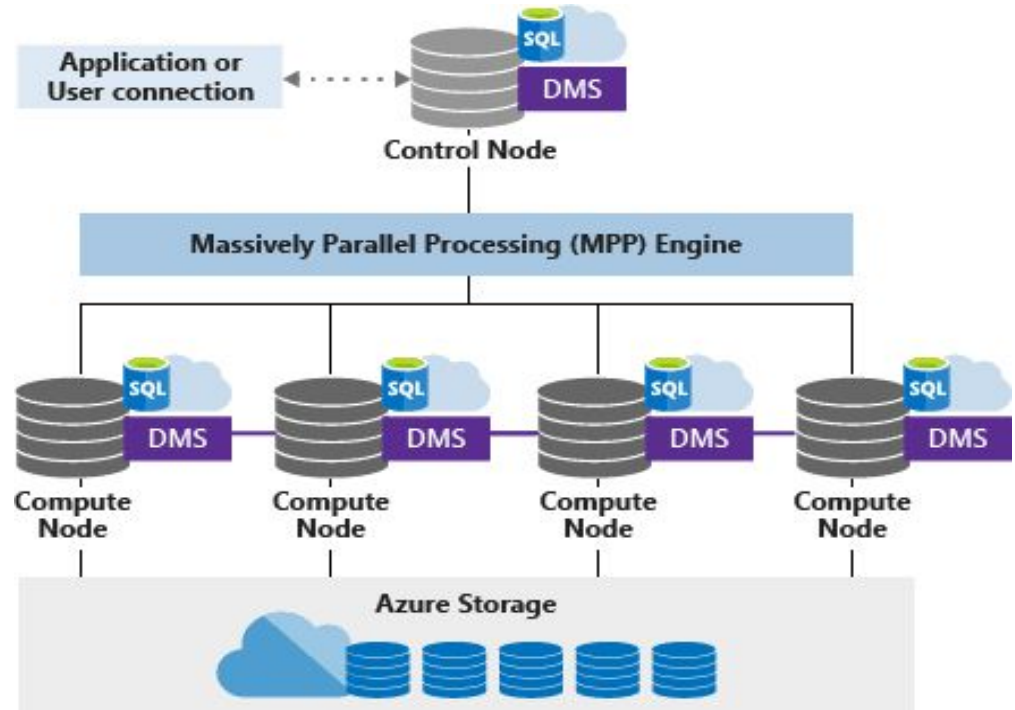 SQL
Application or
User connection
DMS
Control Node
Massively Parallel Processing (MPP) Engine
SQL
SQL
SQL
SQL
DMS
DMS
DMS
DMS
Compute
Node
Compute
Node
Compute
Node
Compute
Node
Azure Storage